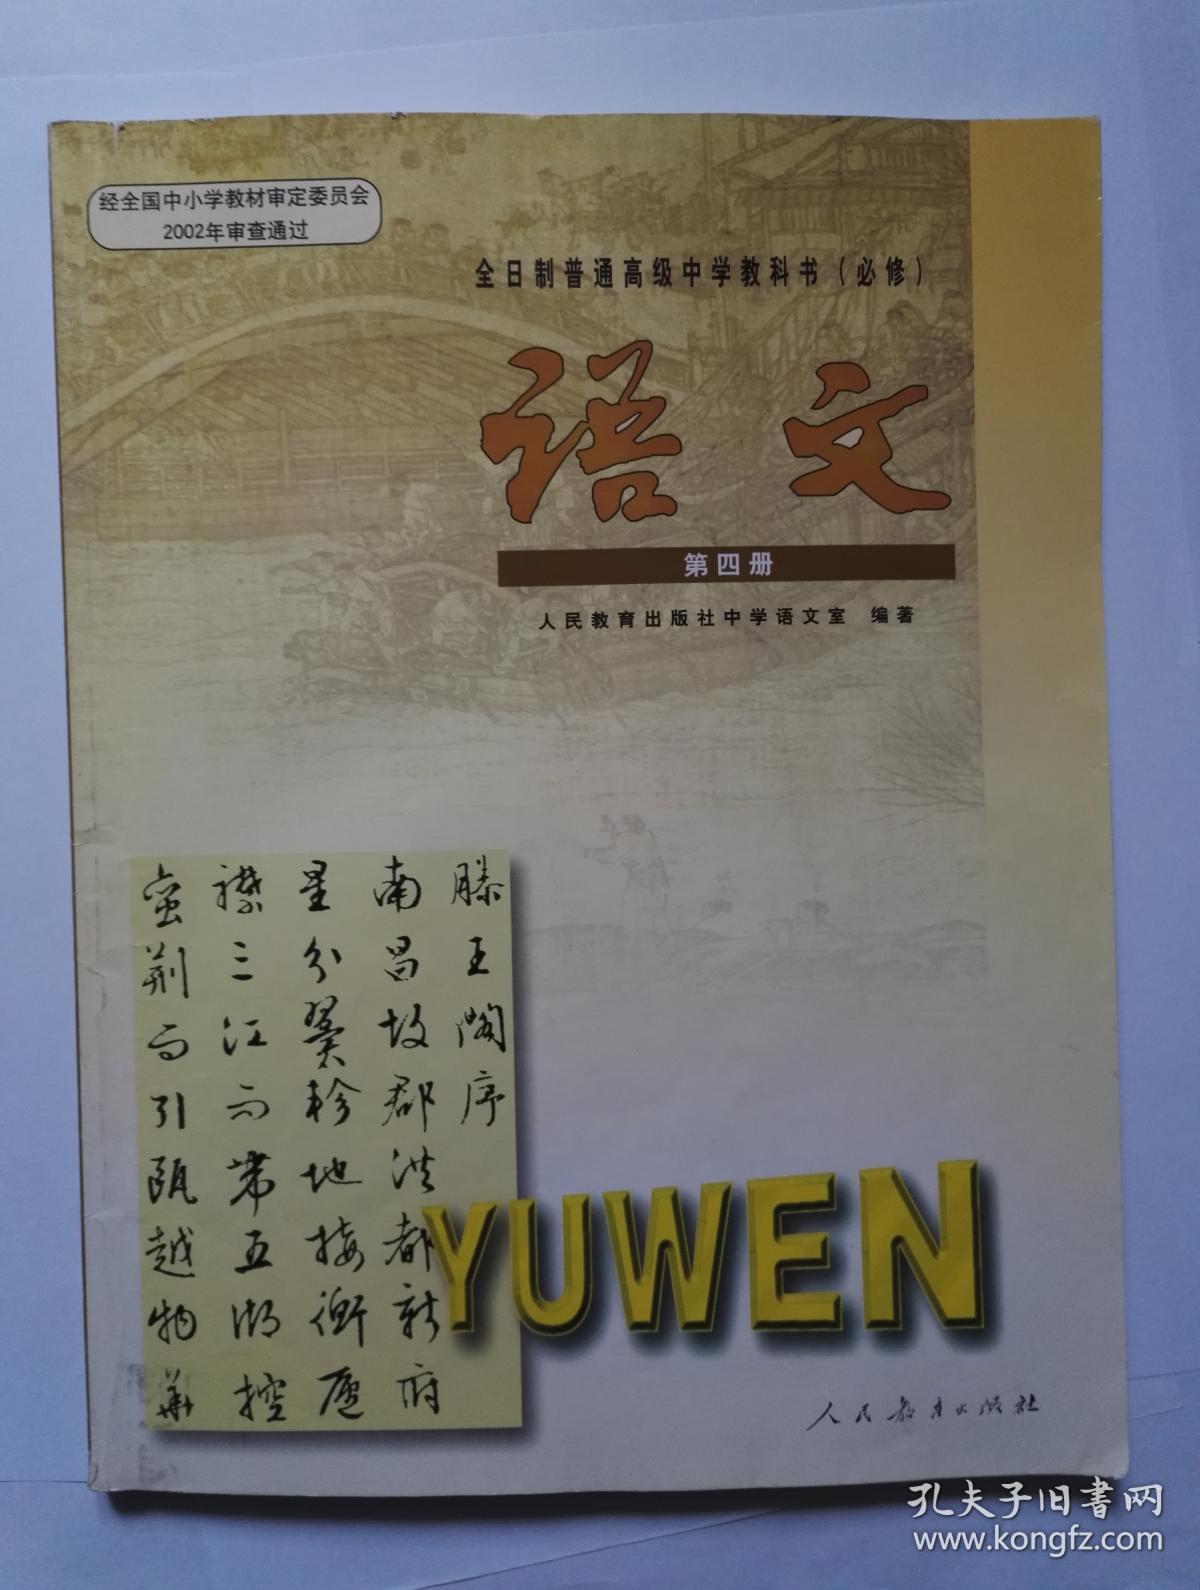 经全国中小学教材审定委员会
2002年审查通过
全日制普通高级中学教科书（必修）
语文
第四册
人民教育出版社中学语文室 编著
滕王阁序
南昌故郡洪都新府
星分翼轸地接衡庐
襟三江而带五湖控
蛮荆而引瓯越物华
YUWEN
人民教育出版社
孔夫子旧书网
www.kongfz.com